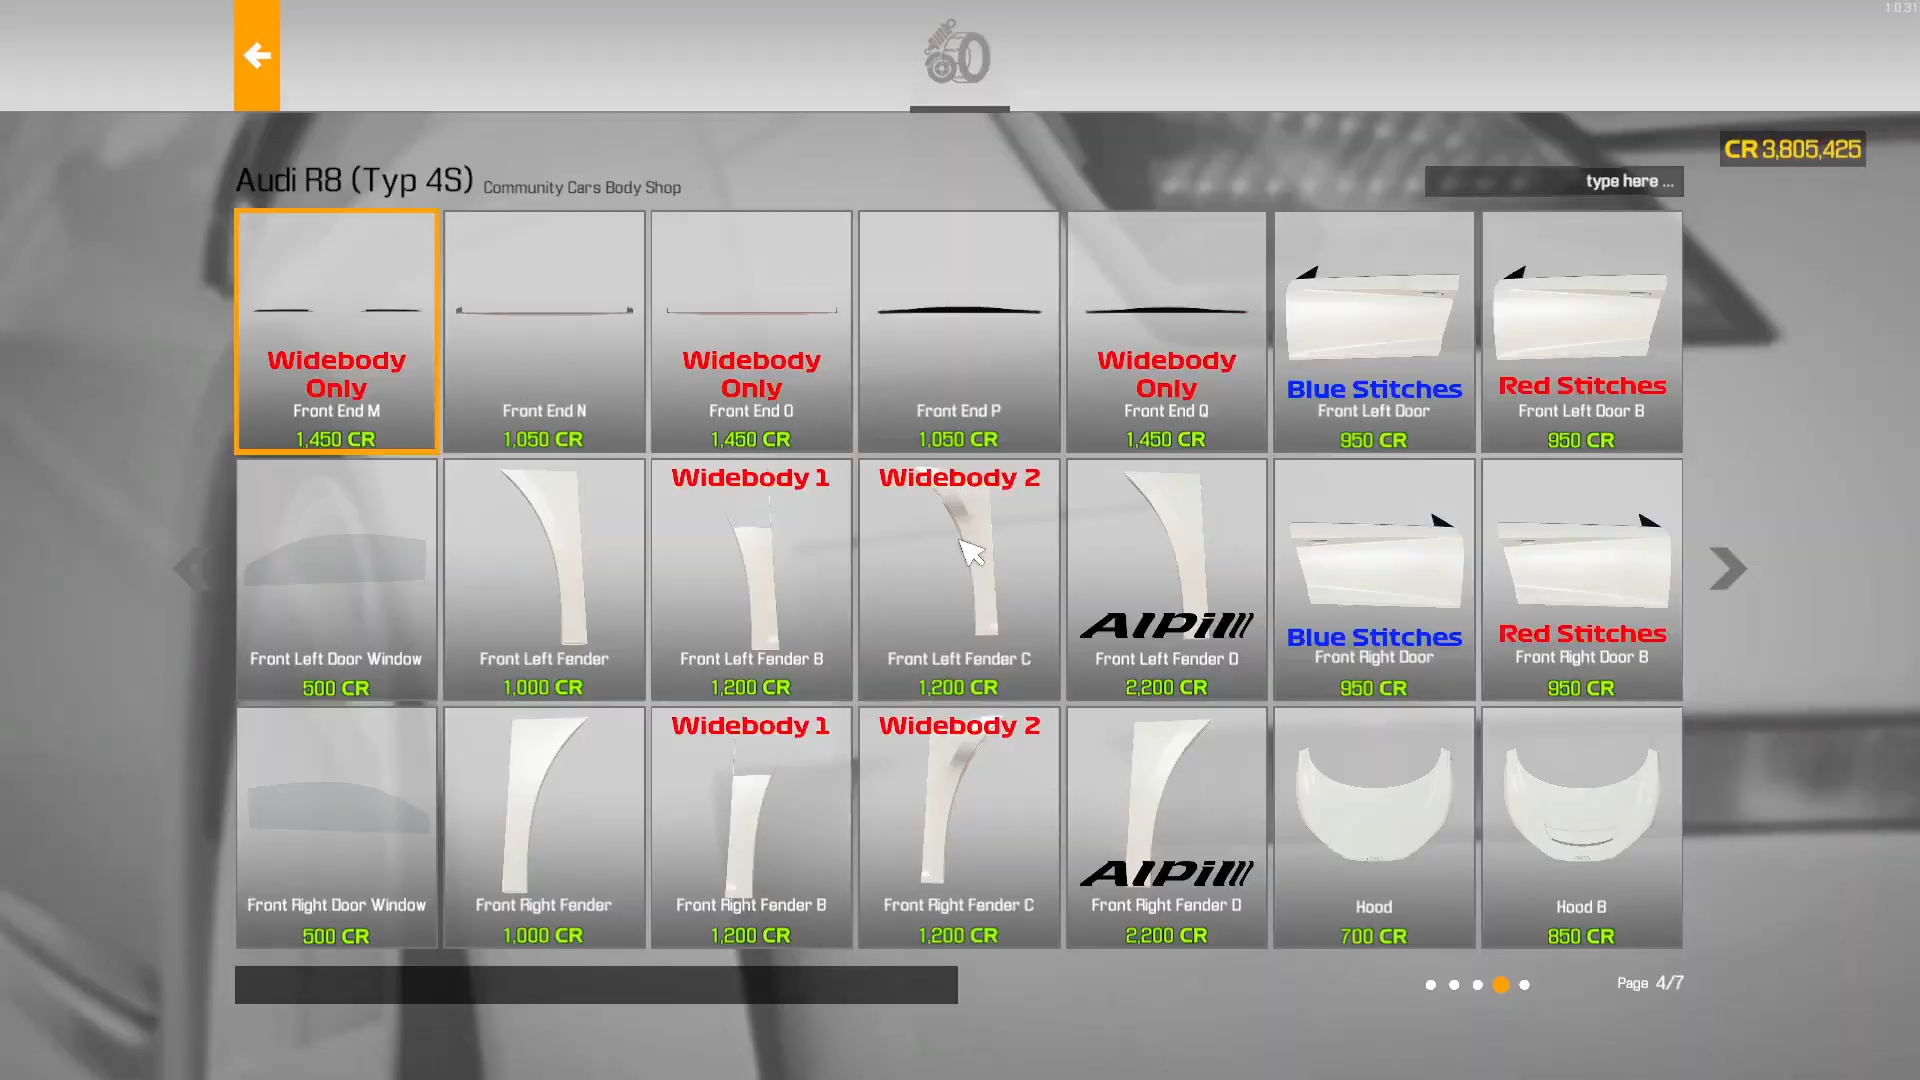 1.0.31
CR 3,805,425
Audi R8 (Typ 4S) Community Cars Body Shop
type here ...
Widebody
Only
Front End M
1,450 CR
Front End N
1,050 CR
Widebody
Only
Front End O
1,450 CR
Front End P
1,050 CR
Widebody
Only
Front End Q
1,450 CR
Blue Stitches
Front Left Door
950 CR
Red Stitches
Front Left Door B
950 CR
Front Left Door Window
500 CR
Front Left Fender
1,000 CR
Widebody 1
Front Left Fender B
1,200 CR
Widebody 2
Front Left Fender C
1,200 CR
AlPil
Front Left Fender D
2,200 CR
Blue Stitches
Front Right Door
950 CR
Red Stitches
Front Right Door B
950 CR
Front Right Door Window
500 CR
Front Right Fender
1,000 CR
Widebody 1
Front Right Fender B
1,200 CR
Widebody 2
Front Right Fender C
1,200 CR
AlPil
Front Right Fender D
2,200 CR
Hood
700 CR
Hood B
850 CR
Page 4/7